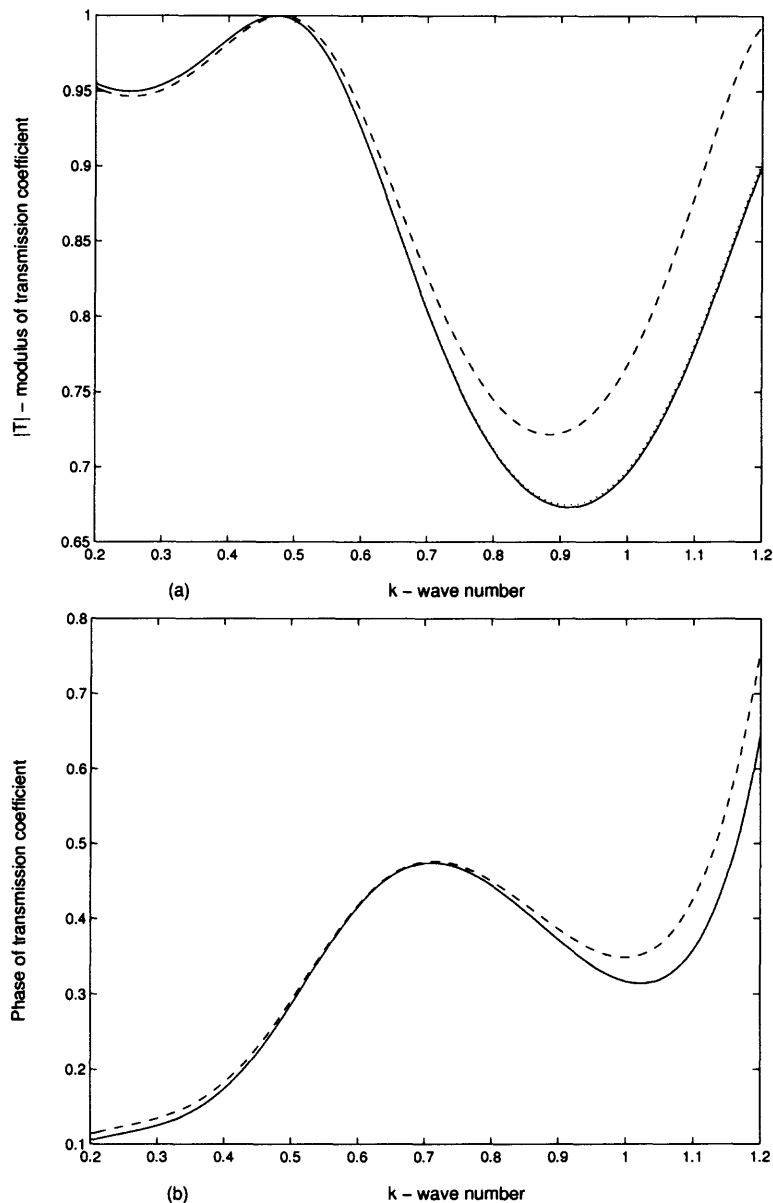 1
0.95
0.9
0.85
0.8
0.75
0.7
0.65
|T| – modulus of transmission coefficient
0.2 0.3 0.4 0.5 0.6 0.7 0.8 0.9 1 1.1 1.2
(a) k – wave number
0.8
0.7
0.6
0.5
0.4
0.3
0.2
0.1
Phase of transmission coefficient
0.2 0.3 0.4 0.5 0.6 0.7 0.8 0.9 1 1.1 1.2
(b) k – wave number